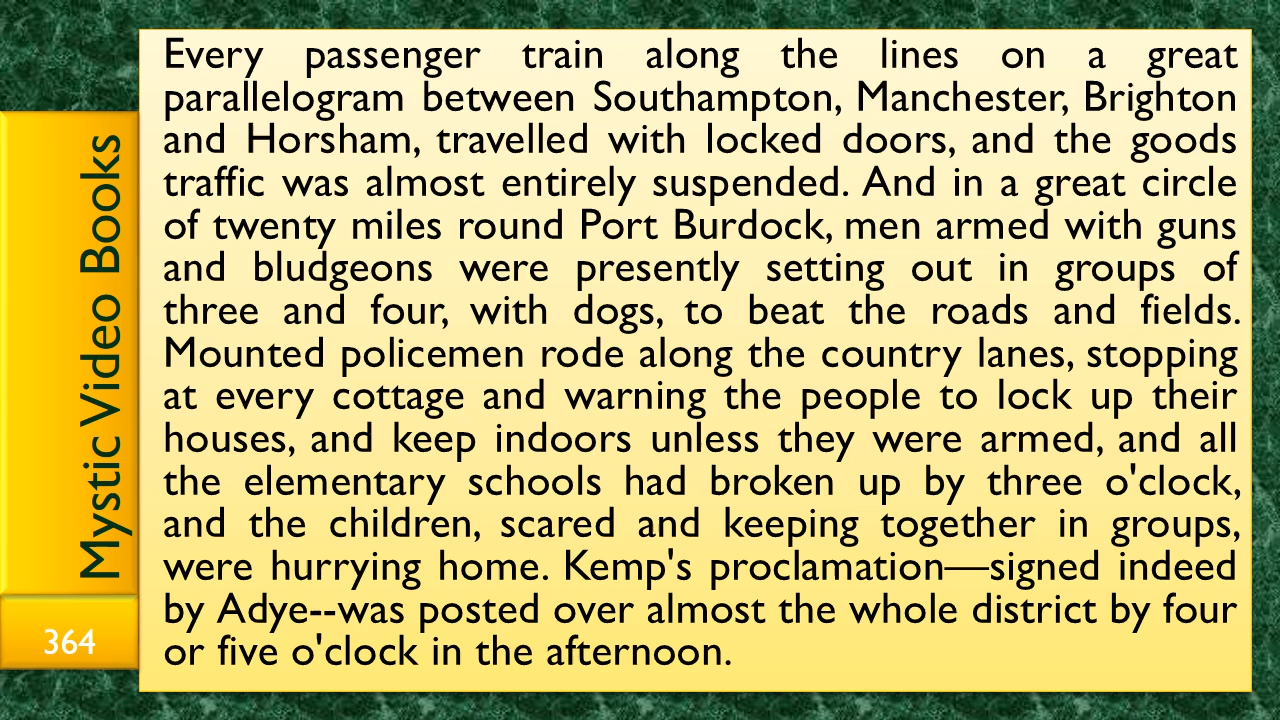 Every passenger train along the lines on a great
parallelogram between Southampton, Manchester, Brighton
and Horsham, travelled with locked doors, and the goods
traffic was almost entirely suspended. And in a great circle
of twenty miles round Port Burdock, men armed with guns
and bludgeons were presently setting out in groups of
three and four, with dogs, to beat the roads and fields.
Mounted policemen rode along the country lanes, stopping
at every cottage and warning the people to lock up their
houses, and keep indoors unless they were armed, and all
the elementary schools had broken up by three o'clock,
and the children, scared and keeping together in groups,
were hurrying home. Kemp's proclamation—signed indeed
by Adye--was posted over almost the whole district by four
or five o'clock in the afternoon.
Mystic Video Books
364